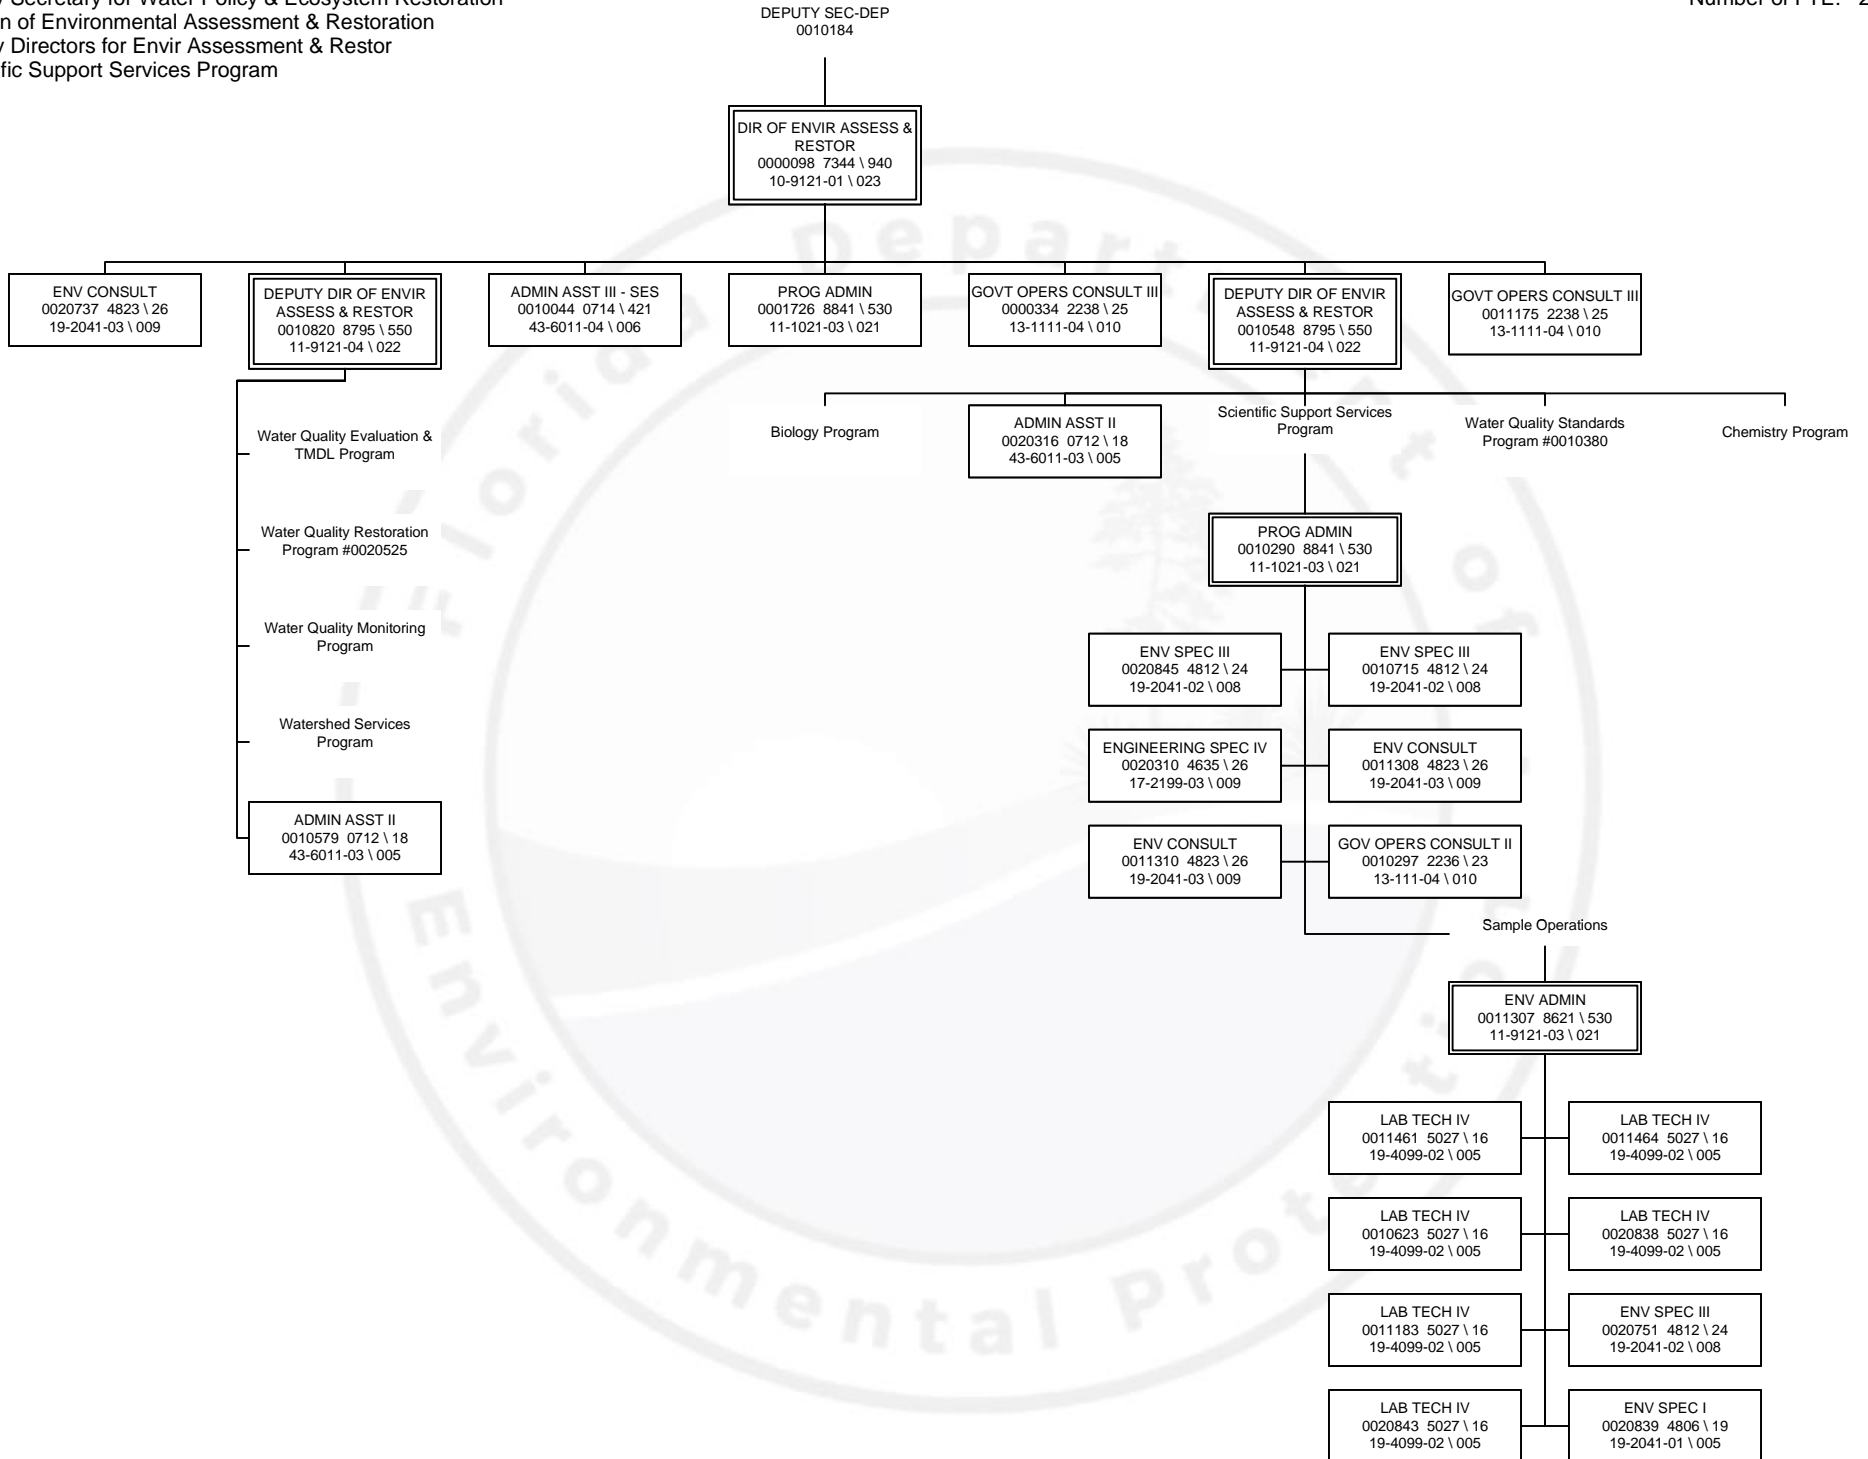 Secretary for Water Policy & Ecosystem Restoration
n of Environmental Assessment & Restoration
y Directors for Envir Assessment & Restor
fic Support Services Program
Number of FTE: 2
DEPUTY SEC-DEP
0010184
DIR OF ENVIR ASSESS &
RESTOR
0000098 7344 \ 940
10-9121-01 \ 023
ENV CONSULT
0020737 4823 \ 26
19-2041-03 \ 009
DEPUTY DIR OF ENVIR
ASSESS & RESTOR
0010820 8795 \ 550
11-9121-04 \ 022
ADMIN ASST III - SES
0010044 0714 \ 421
43-6011-04 \ 006
PROG ADMIN
0001726 8841 \ 530
11-1021-03 \ 021
GOVT OPERS CONSULT III
0000334 2238 \ 25
13-1111-04 \ 010
DEPUTY DIR OF ENVIR
ASSESS & RESTOR
0010548 8795 \ 550
11-9121-04 \ 022
GOVT OPERS CONSULT III
0011175 2238 \ 25
13-1111-04 \ 010
Water Quality Evaluation &
TMDL Program
Water Quality Restoration
Program #0020525
Water Quality Monitoring
Program
Watershed Services
Program
ADMIN ASST II
0010579 0712 \ 18
43-6011-03 \ 005
Biology Program
ADMIN ASST II
0020316 0712 \ 18
43-6011-03 \ 005
Scientific Support Services
Program
Water Quality Standards
Program #0010380
Chemistry Program
PROG ADMIN
0010290 8841 \ 530
11-1021-03 \ 021
ENV SPEC III
0020845 4812 \ 24
19-2041-02 \ 008
ENV SPEC III
0010715 4812 \ 24
19-2041-02 \ 008
ENGINEERING SPEC IV
0020310 4635 \ 26
17-2199-03 \ 009
ENV CONSULT
0011308 4823 \ 26
19-2041-03 \ 009
ENV CONSULT
0011310 4823 \ 26
19-2041-03 \ 009
GOV OPERS CONSULT II
0010297 2236 \ 23
13-111-04 \ 010
Sample Operations
ENV ADMIN
0011307 8621 \ 530
11-9121-03 \ 021
LAB TECH IV
0011461 5027 \ 16
19-4099-02 \ 005
LAB TECH IV
0011464 5027 \ 16
19-4099-02 \ 005
LAB TECH IV
0010623 5027 \ 16
19-4099-02 \ 005
LAB TECH IV
0020838 5027 \ 16
19-4099-02 \ 005
LAB TECH IV
0011183 5027 \ 16
19-4099-02 \ 005
ENV SPEC III
0020751 4812 \ 24
19-2041-02 \ 008
LAB TECH IV
0020843 5027 \ 16
19-4099-02 \ 005
ENV SPEC I
0020839 4806 \ 19
19-2041-01 \ 005
Florida Department of
Environmental Protection